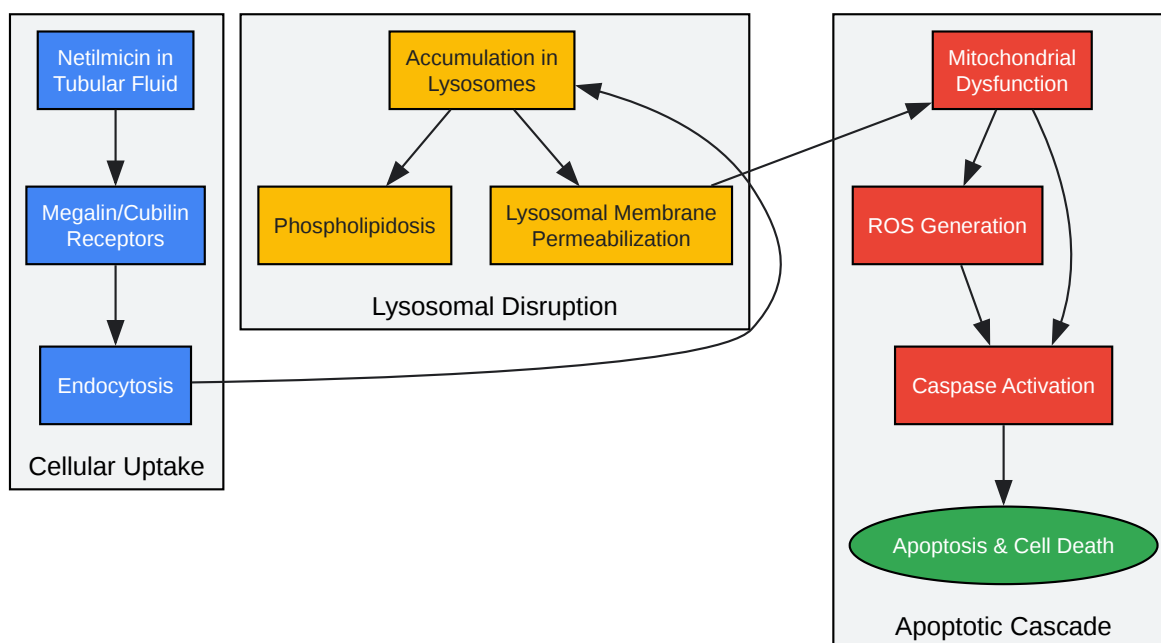 Netilmicin in
Tubular Fluid
Megalin/Cubilin
Receptors
Endocytosis
Cellular Uptake
Accumulation in
Lysosomes
Phospholipidosis
Lysosomal Membrane
Permeabilization
Lysosomal Disruption
Mitochondrial
Dysfunction
ROS Generation
Caspase Activation
Apoptosis & Cell Death
Apoptotic Cascade